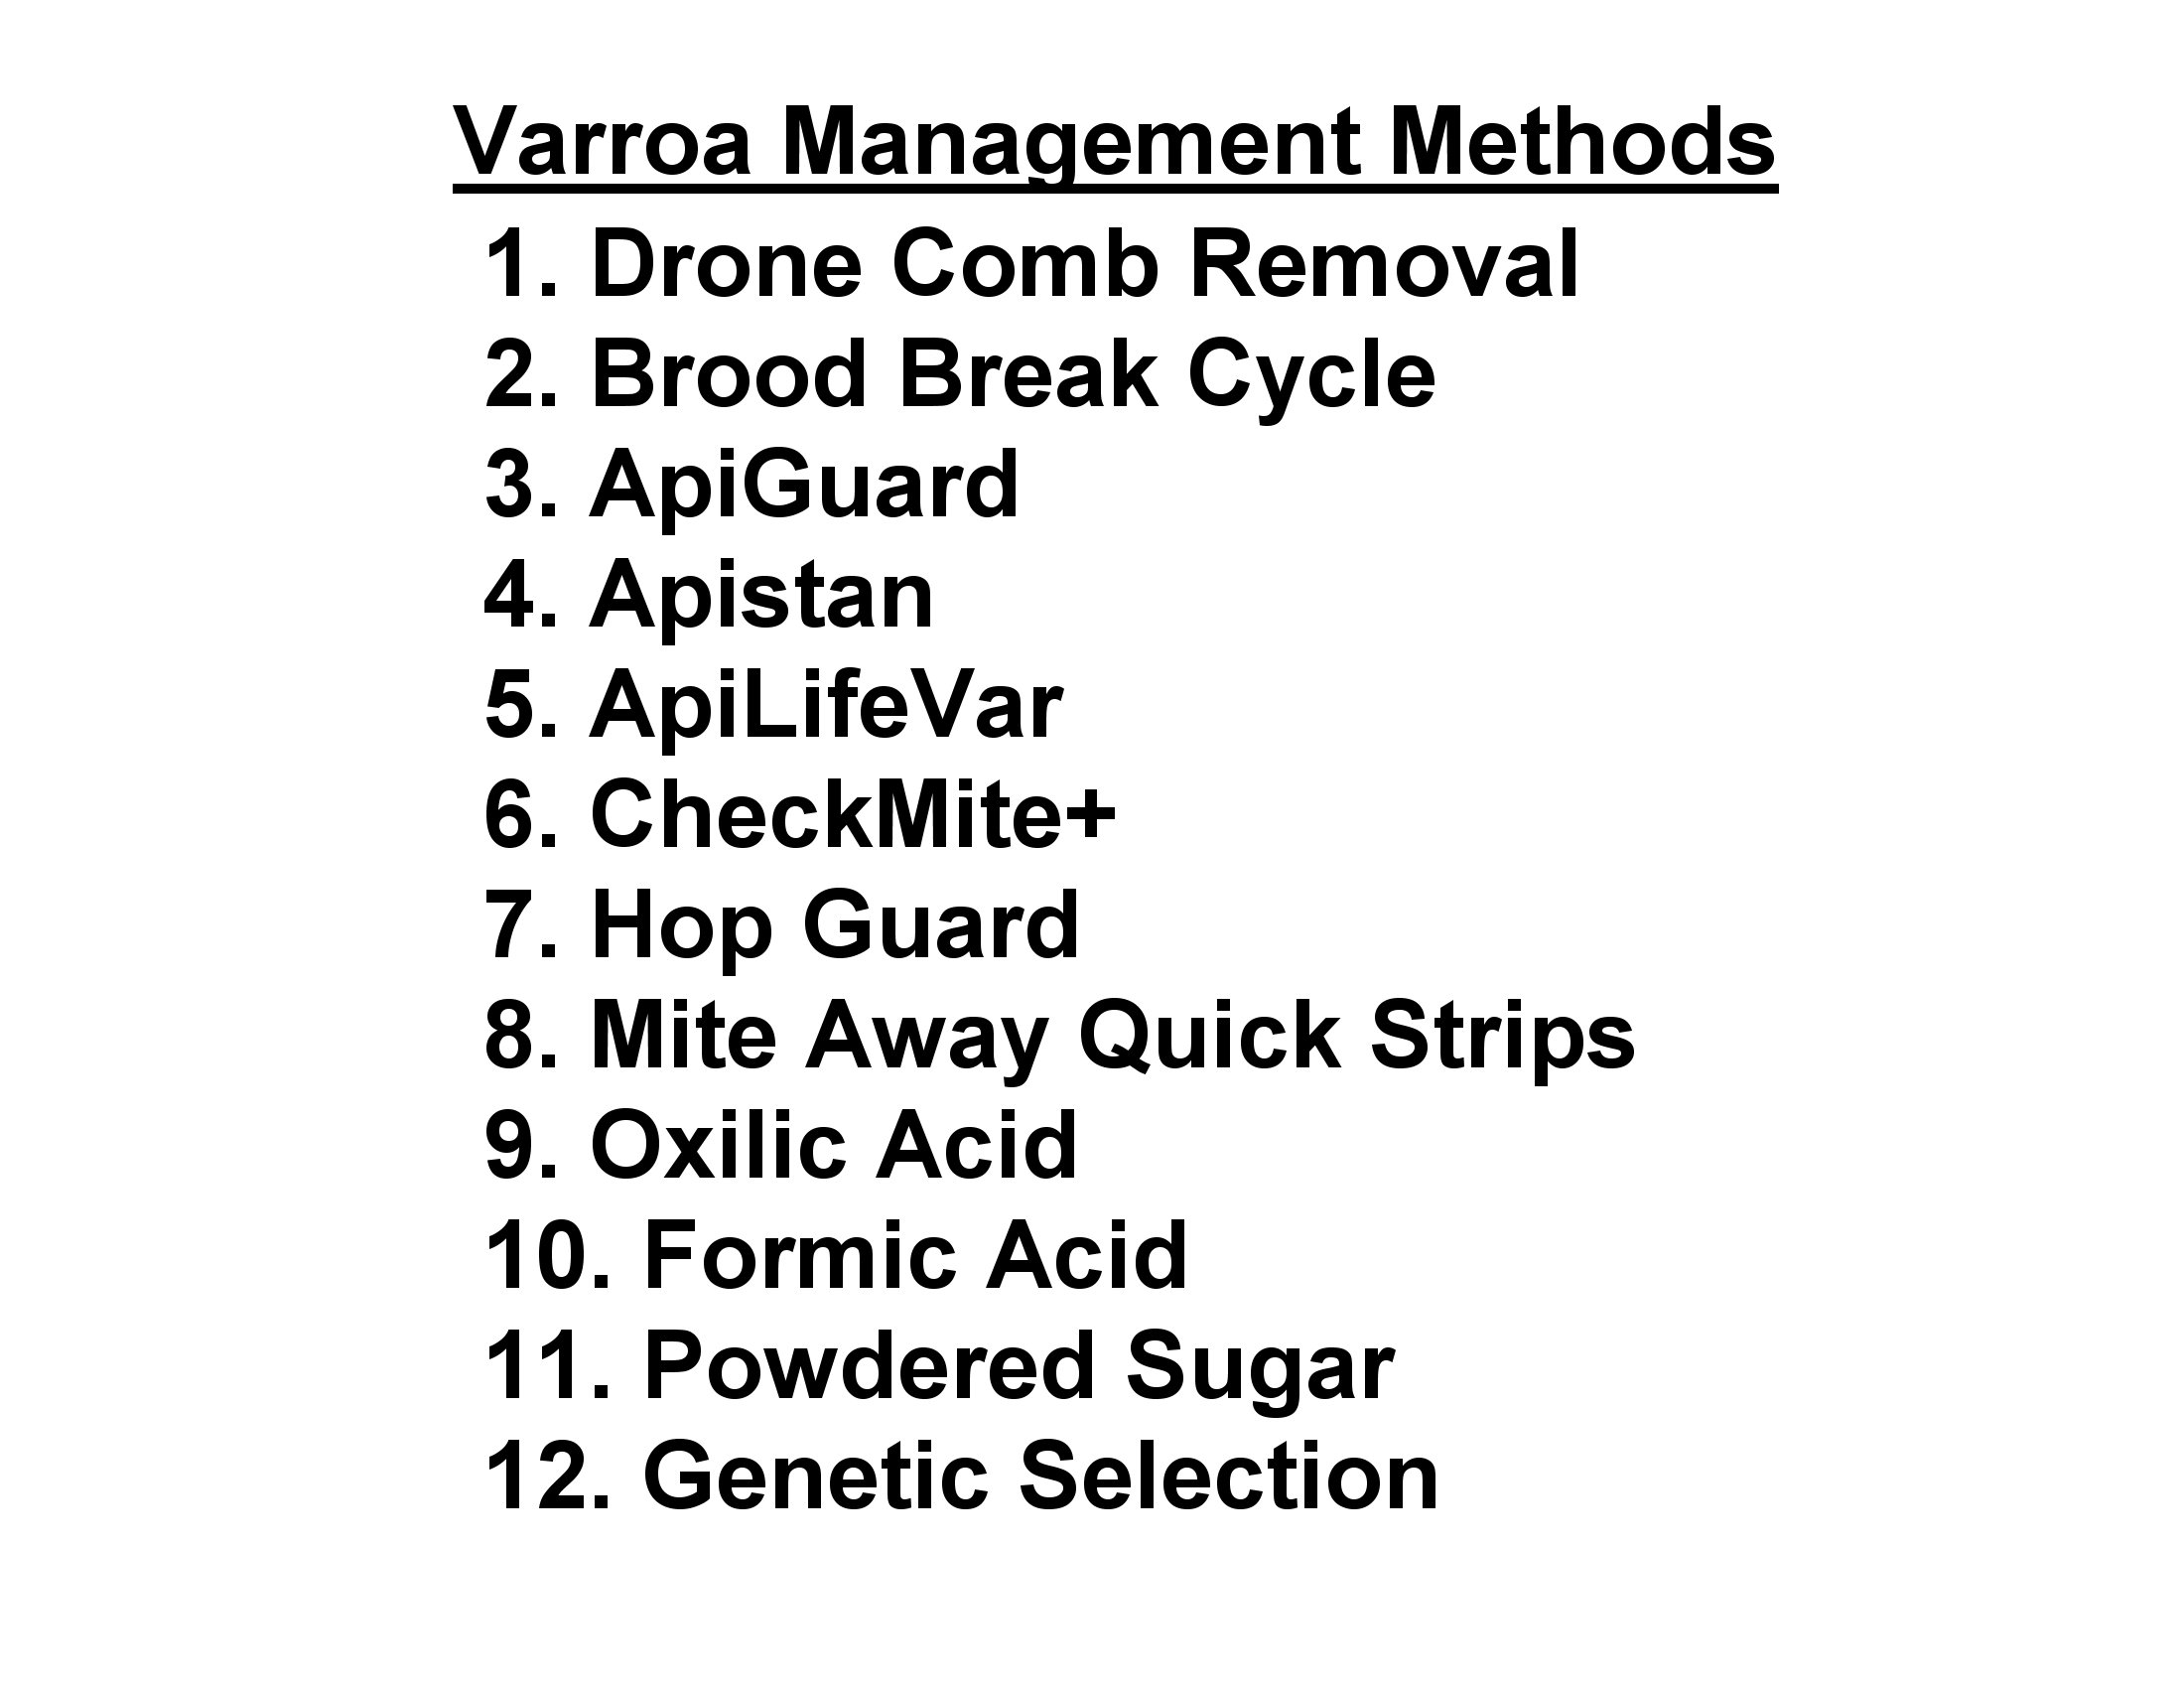 Varroa Management Methods
1. Drone Comb Removal
2. Brood Break Cycle
3. ApiGuard
4. Apistan
5. ApiLifeVar
6. CheckMite+
7. Hop Guard
8. Mite Away Quick Strips
9. Oxilic Acid
10. Formic Acid
11. Powdered Sugar
12. Genetic Selection